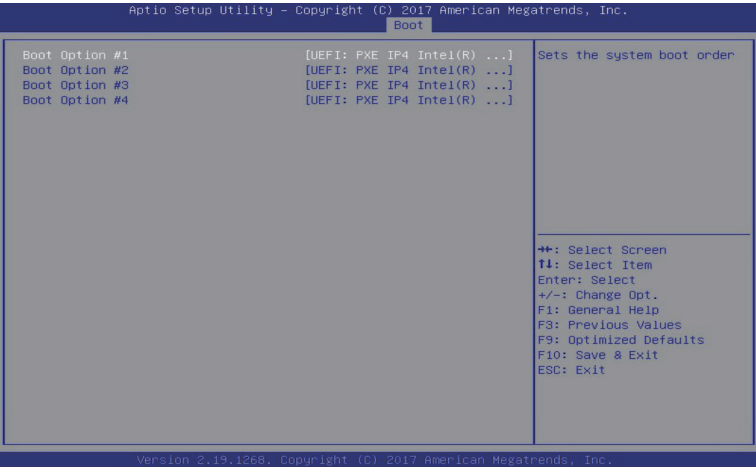 Aptio Setup Utility – Copyright (C) 2017 American Megatrends, Inc.
Boot
Boot Option #1 [UEFI: PXE IP4 Intel(R) ...]
Boot Option #2 [UEFI: PXE IP4 Intel(R) ...]
Boot Option #3 [UEFI: PXE IP4 Intel(R) ...]
Boot Option #4 [UEFI: PXE IP4 Intel(R) ...]
Sets the system boot order
→←: Select Screen
↑↓: Select Item
Enter: Select
+/-: Change Opt.
F1: General Help
F3: Previous Values
F9: Optimized Defaults
F10: Save & Exit
ESC: Exit
Version 2.19.1268. Copyright (C) 2017 American Megatrends, Inc.